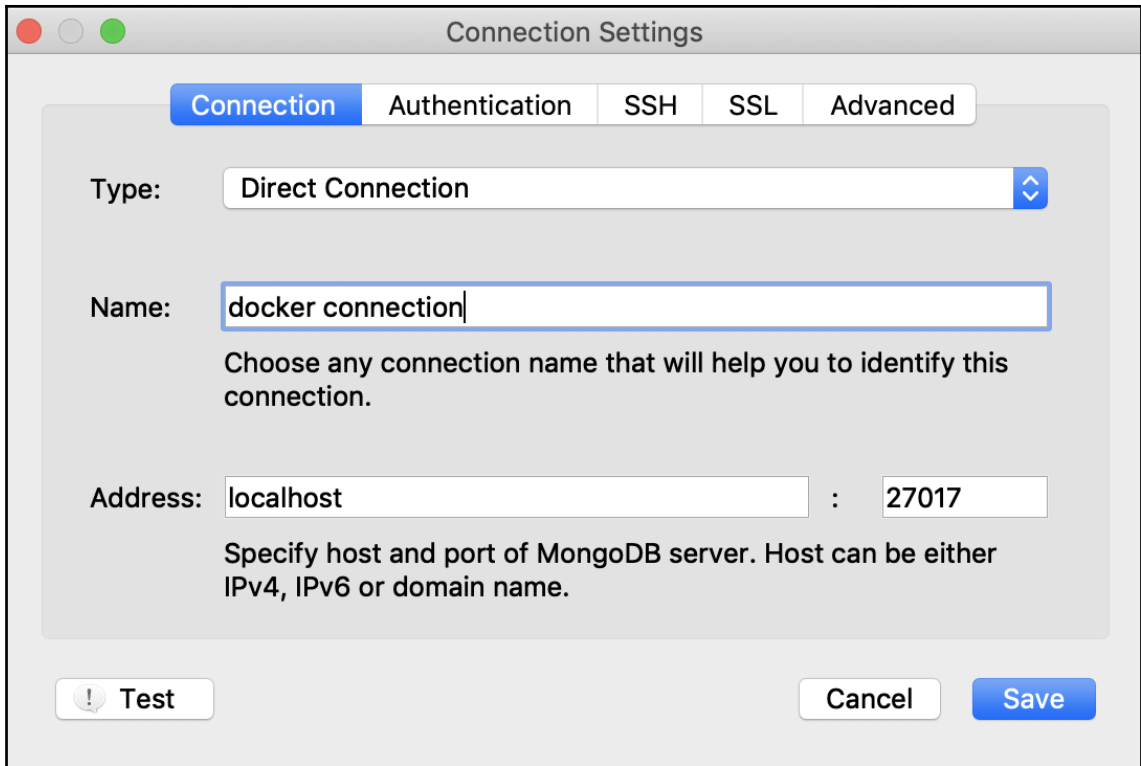 Connection Settings
Connection Authentication SSH SSL Advanced
Type: Direct Connection
Name: docker connection
Choose any connection name that will help you to identify this
connection.
Address: localhost : 27017
Specify host and port of MongoDB server. Host can be either
IPv4, IPv6 or domain name.
! Test Cancel Save